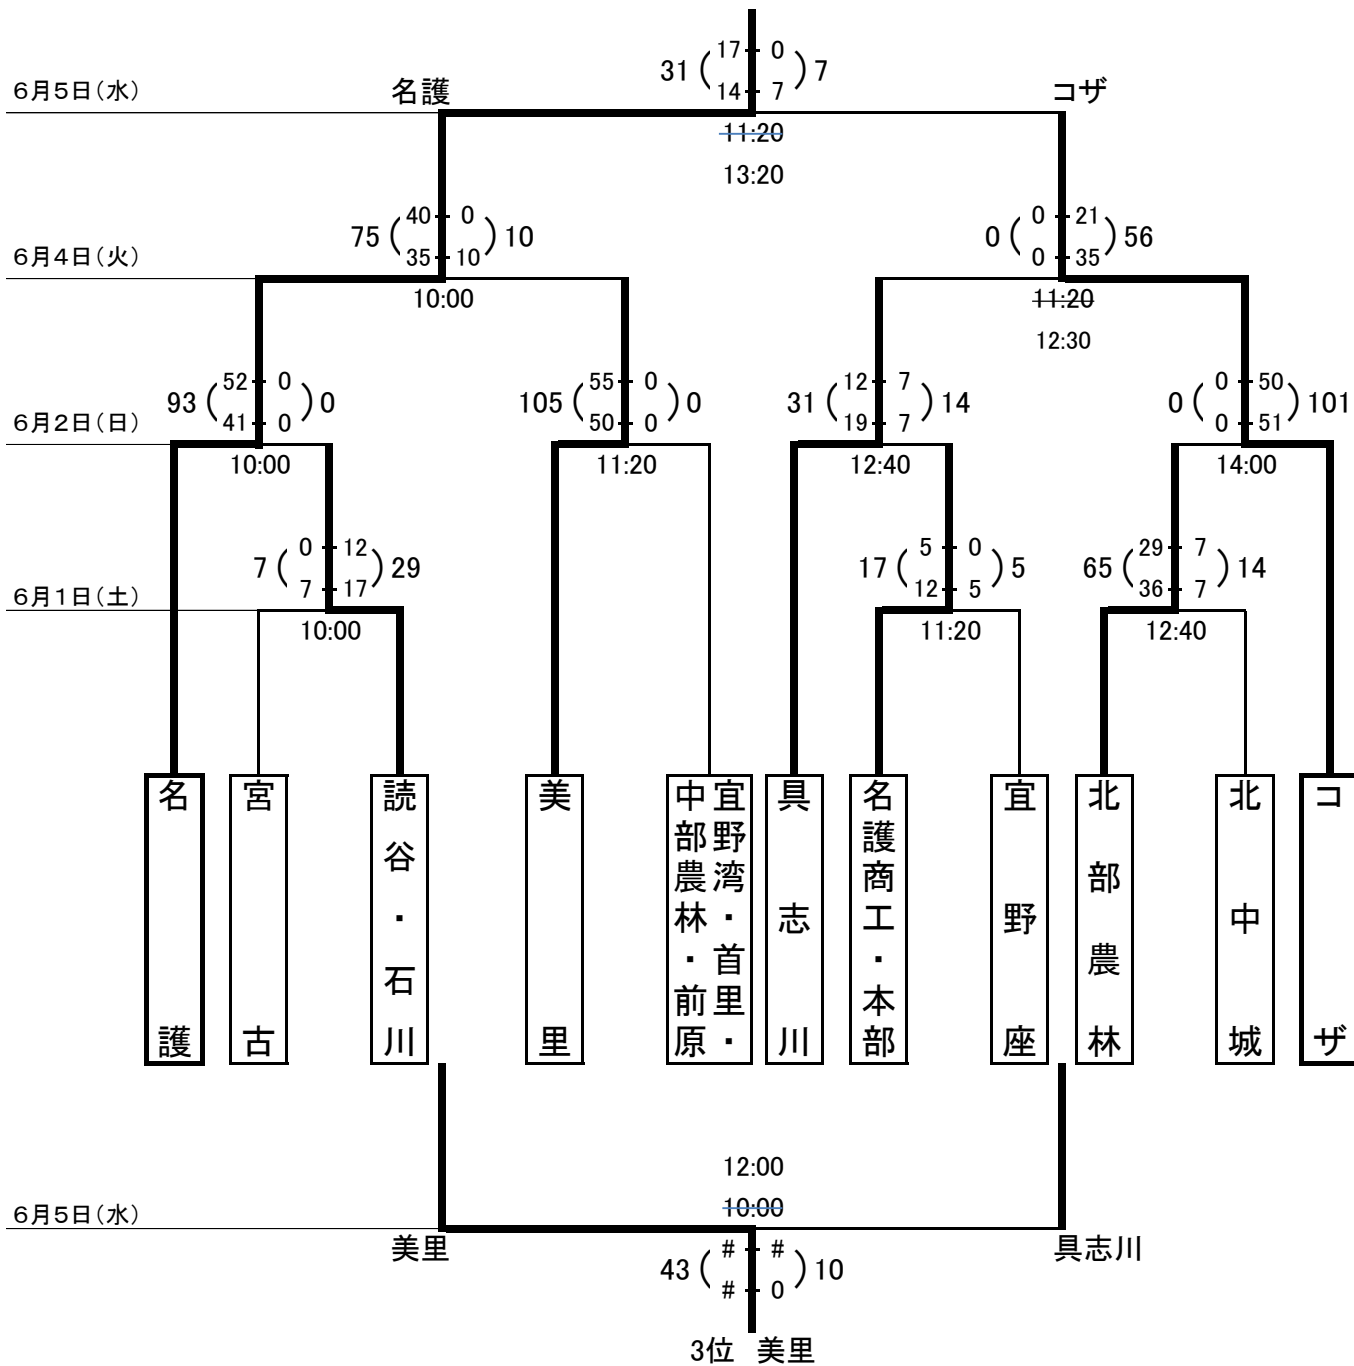 31 ( 17 0 ) 7
14 7
6月5日(水) 名護 コザ
11:20
13:20
75 ( 40 0 ) 10 0 ( 0 21 ) 56
35 10 0 35
6月4日(火)
10:00 11:20
12:30
93 ( 52 0 ) 0 105 ( 55 0 ) 0 31 ( 12 7 ) 14 0 ( 0 50 ) 101
41 0 50 0 19 7 0 51
6月2日(日)
10:00 11:20 12:40 14:00
7 ( 0 12 ) 29 17 ( 5 0 ) 5 65 ( 29 7 ) 14
7 17 12 5 36 7
6月1日(土)
10:00 11:20 12:40
名護
宮古
読谷・石川
美里
宜野湾・首里・
中部農林・前原
具志川
名護商工・本部
宜野座
北部農林
北中城
コザ
12:00
10:00
6月5日(水)
美里 具志川
43 ( # # ) 10
# 0
3位 美里